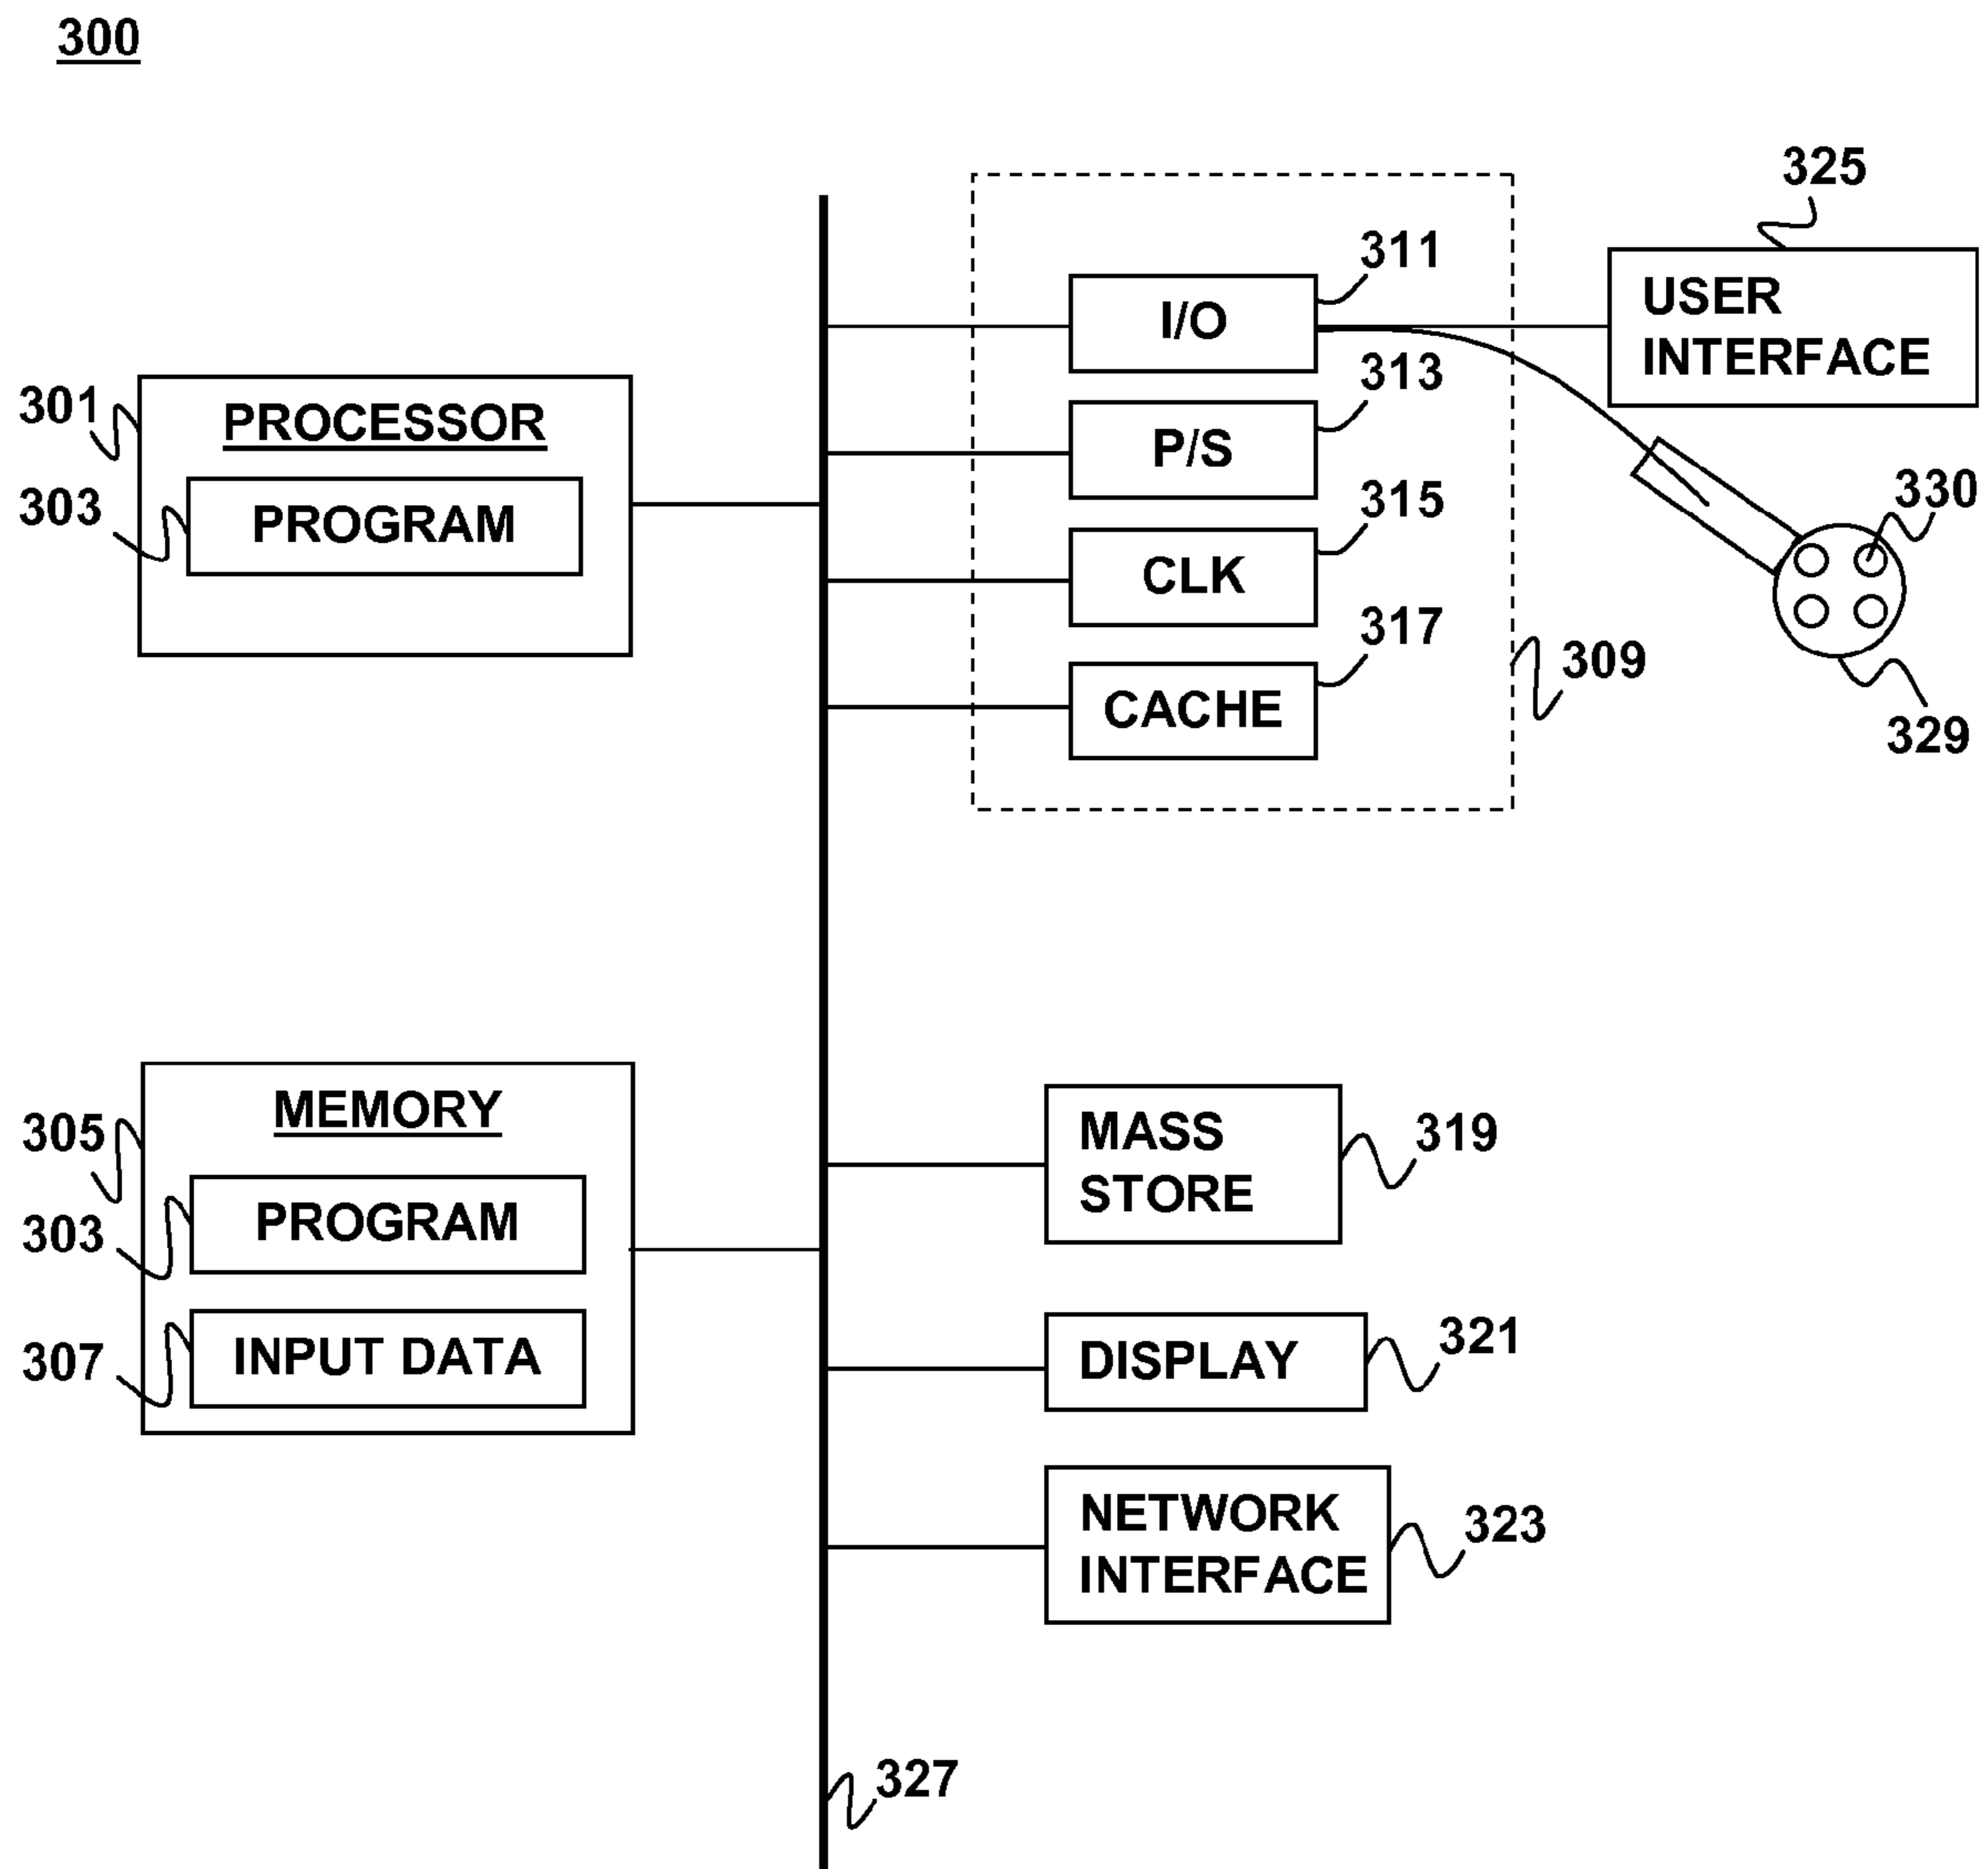 300
325
311
I/O
USER
INTERFACE
301
PROCESSOR
303
PROGRAM
313
P/S
315
CLK
330
317
CACHE
309
329
305
MEMORY
303
PROGRAM
307
INPUT DATA
MASS
STORE
319
DISPLAY
321
NETWORK
INTERFACE
323
327